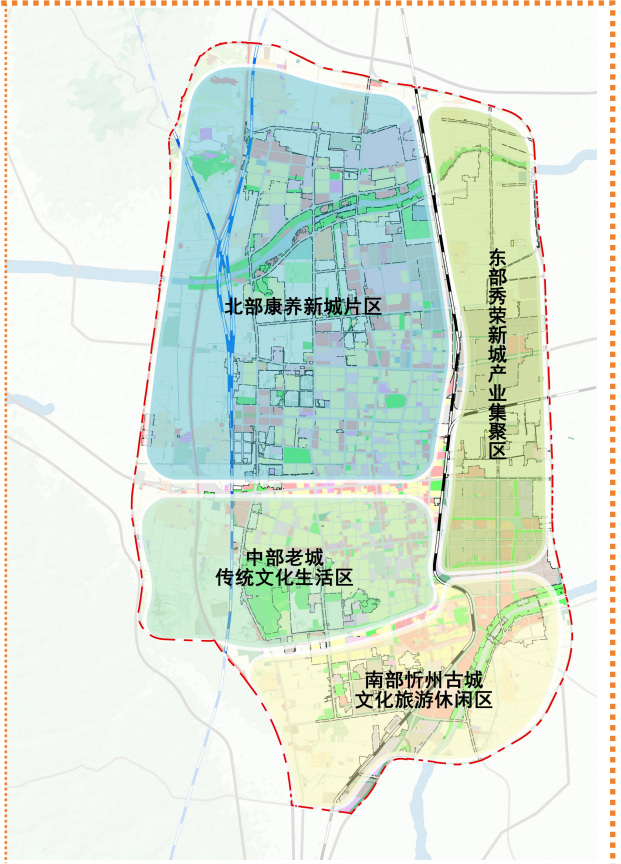 北部康养新城片区
东部秀荣新城产业集聚区
中部老城
传统文化生活区
南部忻州古城
文化旅游休闲区